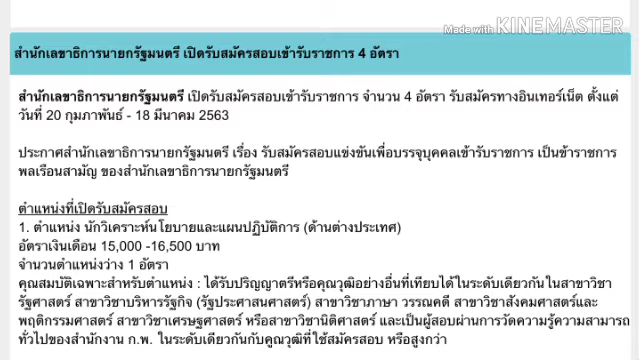 Made with KINEMASTER
สำนักเลขาธิการนายกรัฐมนตรี เปิดรับสมัครสอบเข้ารับราชการ 4 อัตรา
สำนักเลขาธิการนายกรัฐมนตรี เปิดรับสมัครสอบเข้ารับราชการ จำนวน 4 อัตรา รับสมัครทางอินเทอร์เน็ต ตั้งแต่
วันที่ 20 กุมภาพันธ์ - 18 มีนาคม 2563
ประกาศสำนักเลขาธิการนายกรัฐมนตรี เรื่อง รับสมัครสอบแข่งขันเพื่อบรรจุบุคคลเข้ารับราชการ เป็นข้าราชการ
พลเรือนสามัญ ของสำนักเลขาธิการนายกรัฐมนตรี
ตำแหน่งที่เปิดรับสมัครสอบ
1. ตำแหน่ง นักวิเคราะห์นโยบายและแผนปฏิบัติการ (ด้านต่างประเทศ)
อัตราเงินเดือน 15,000 -16,500 บาท
จำนวนตำแหน่งว่าง 1 อัตรา
คุณสมบัติเฉพาะสำหรับตำแหน่ง : ได้รับปริญญาตรีหรือคุณวุฒิอย่างอื่นที่เทียบได้ในระดับเดียวกันในสาขาวิชา
รัฐศาสตร์ สาขาวิชาบริหารรัฐกิจ (รัฐประศาสนศาสตร์) สาขาวิชาภาษา วรรณคดี สาขาวิชาสังคมศาสตร์และ
พฤติกรรมศาสตร์ สาขาวิชาเศรษฐศาสตร์ หรือสาขาวิชานิติศาสตร์ และเป็นผู้สอบผ่านการวัดความรู้ความสามารถ
ทั่วไปของสำนักงาน ก.พ. ในระดับเดียวกันกับคุณวุฒิที่ใช้สมัครสอบ หรือสูงกว่า